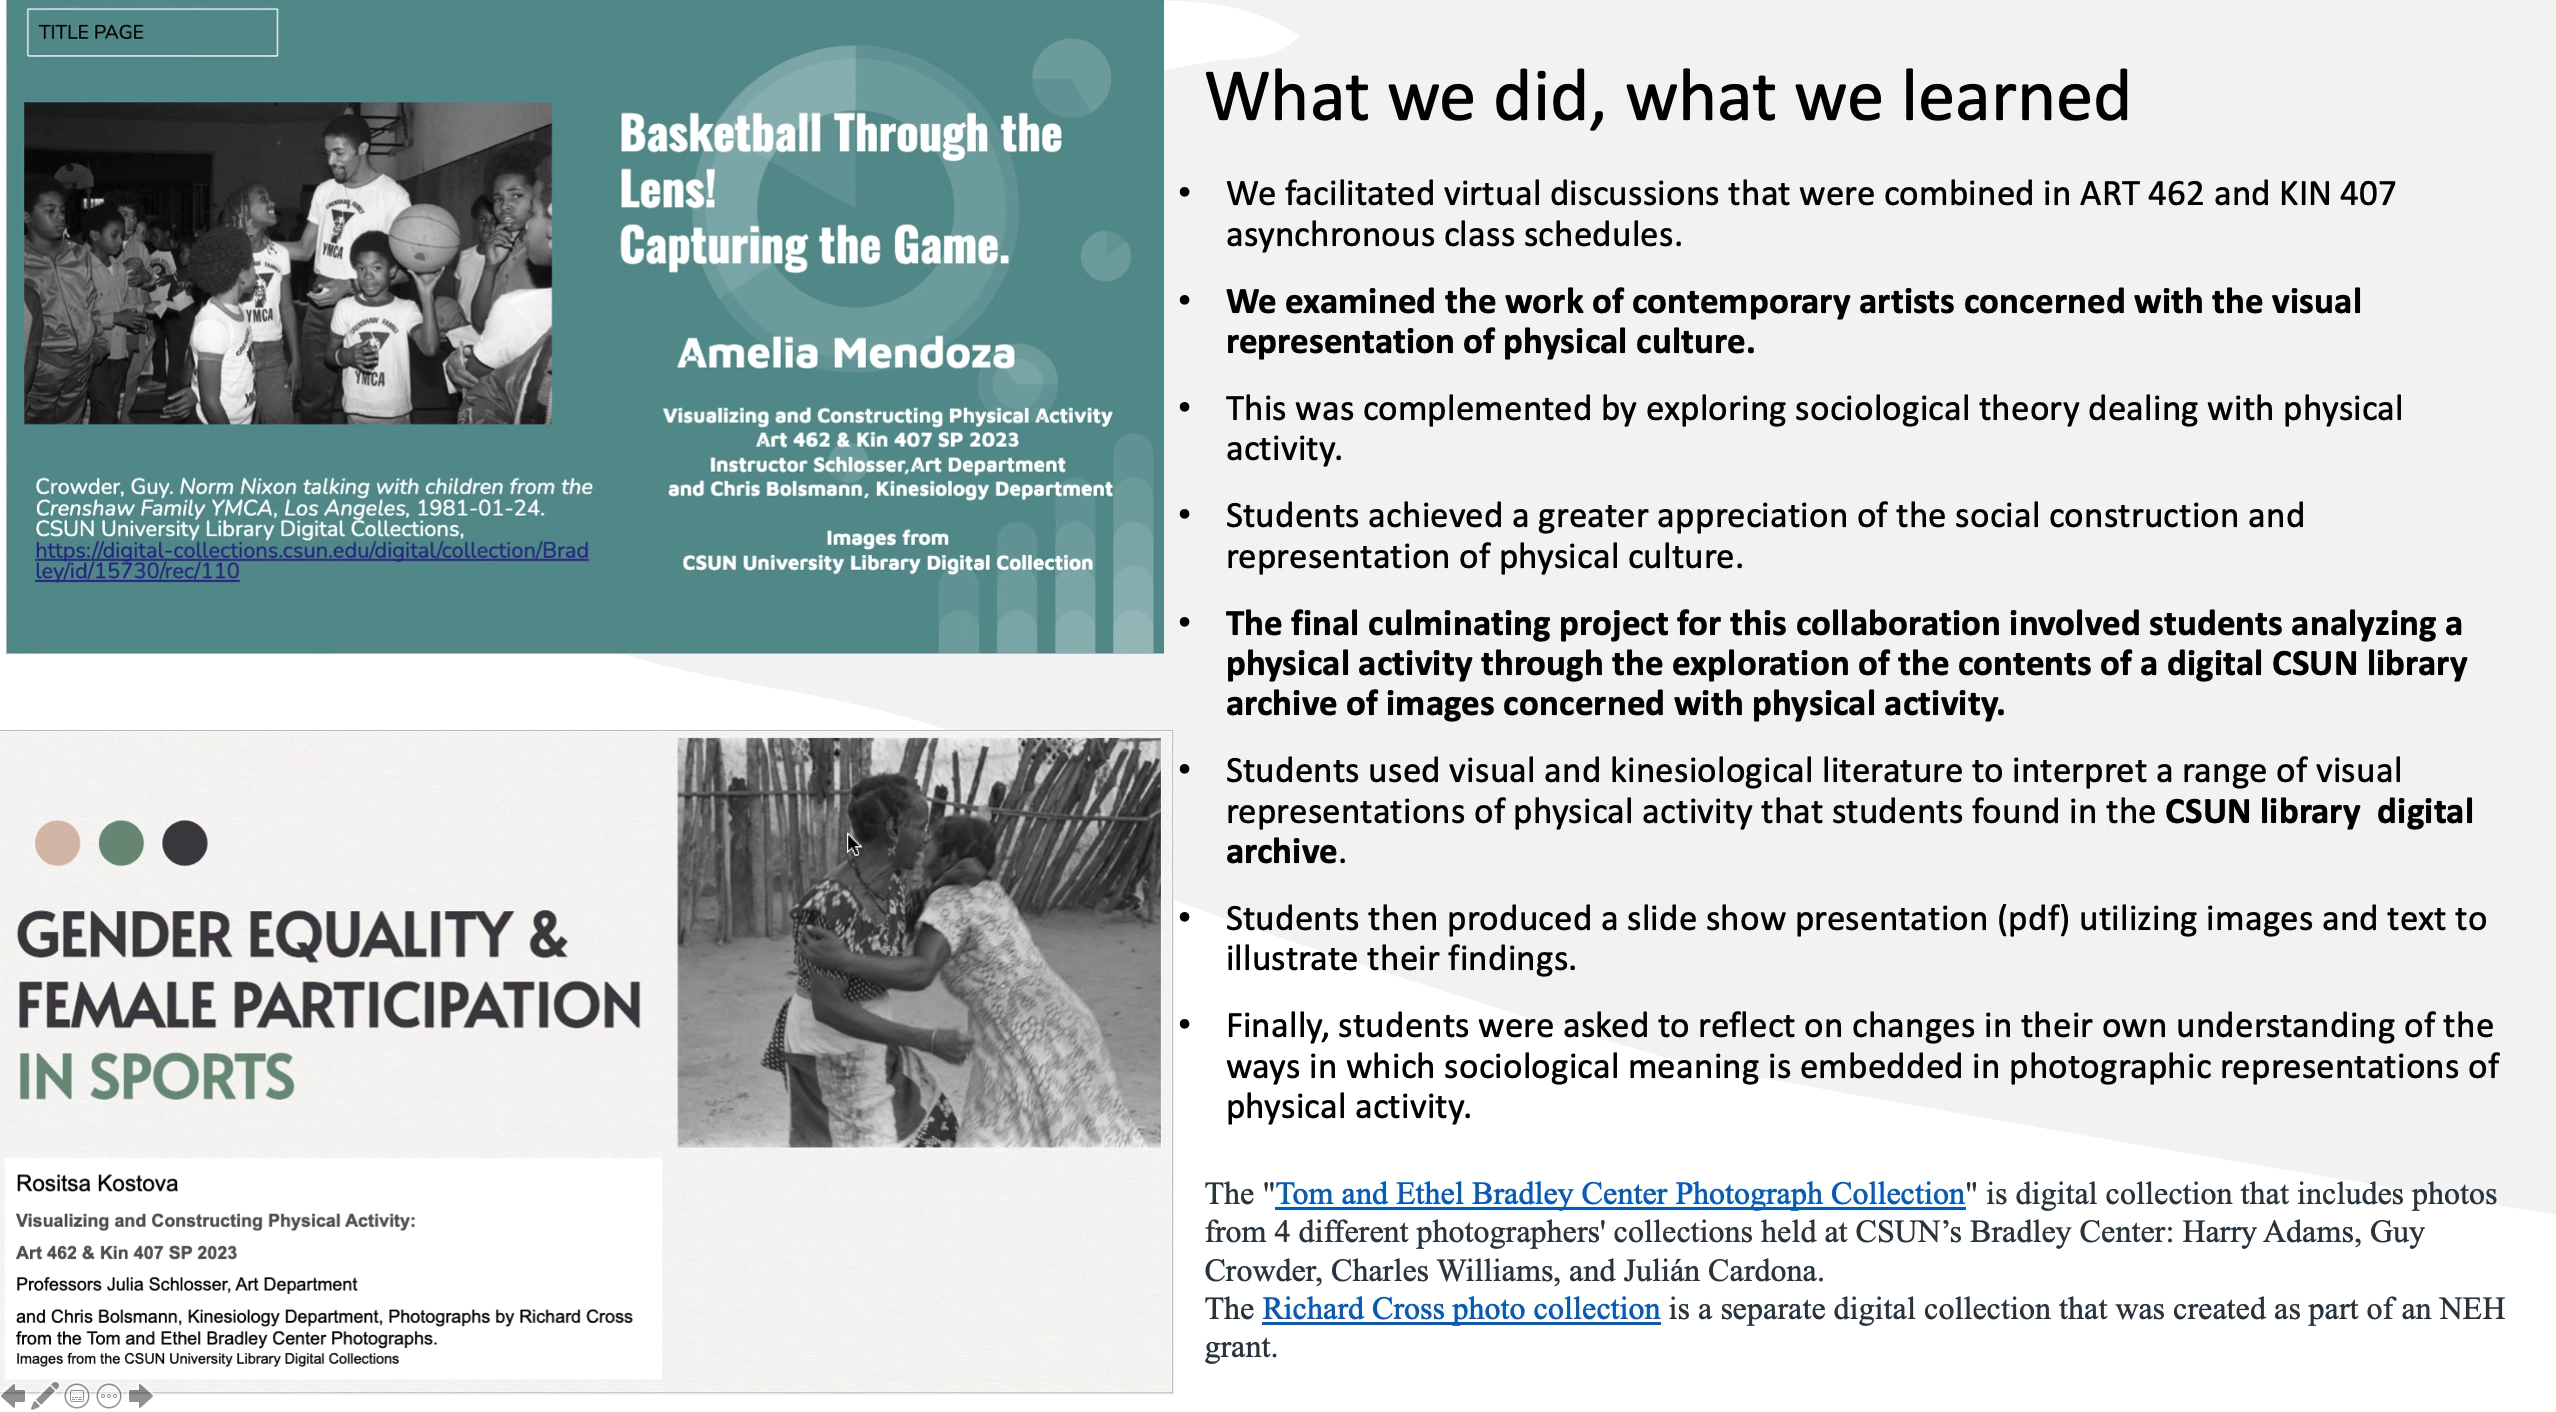 TITLE PAGE
Basketball Through the
Lens!
Capturing the Game.
Amelia Mendoza
Visualizing and Constructing Physical Activity
Art 462 & Kin 407 SP 2023
Instructor Schlosser,Art Department
and Chris Bolsmann, Kinesiology Department
Images from
CSUN University Library Digital Collection
CRENSHAW FAMILY
YMCA
YMCA
CRENSHAW FAMILY
YMCA
Crowder, Guy. Norm Nixon talking with children from the
Crenshaw Family YMCA, Los Angeles, 1981-01-24.
CSUN University Library Digital Collections,
https://digital-collections.csun.edu/digital/collection/Brad
ley/id/15730/rec/110
GENDER EQUALITY &
FEMALE PARTICIPATION
IN SPORTS
Rositsa Kostova
Visualizing and Constructing Physical Activity:
Art 462 & Kin 407 SP 2023
Professors Julia Schlosser, Art Department
and Chris Bolsmann, Kinesiology Department, Photographs by Richard Cross
from the Tom and Ethel Bradley Center Photographs.
Images from the CSUN University Library Digital Collections
What we did, what we learned
• We facilitated virtual discussions that were combined in ART 462 and KIN 407
asynchronous class schedules.
• We examined the work of contemporary artists concerned with the visual
representation of physical culture.
• This was complemented by exploring sociological theory dealing with physical
activity.
• Students achieved a greater appreciation of the social construction and
representation of physical culture.
• The final culminating project for this collaboration involved students analyzing a
physical activity through the exploration of the contents of a digital CSUN library
archive of images concerned with physical activity.
• Students used visual and kinesiological literature to interpret a range of visual
representations of physical activity that students found in the CSUN library  digital
archive.
• Students then produced a slide show presentation (pdf) utilizing images and text to
illustrate their findings.
• Finally, students were asked to reflect on changes in their own understanding of the
ways in which sociological meaning is embedded in photographic representations of
physical activity.
The "Tom and Ethel Bradley Center Photograph Collection" is digital collection that includes photos
from 4 different photographers' collections held at CSUN’s Bradley Center: Harry Adams, Guy
Crowder, Charles Williams, and Julián Cardona.
The Richard Cross photo collection is a separate digital collection that was created as part of an NEH
grant.